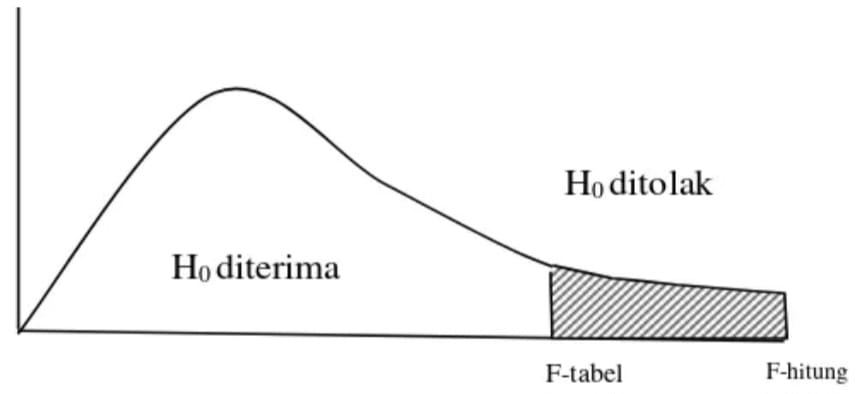 H₀ ditolak
H₀ diterima
F-tabel
F-hitung